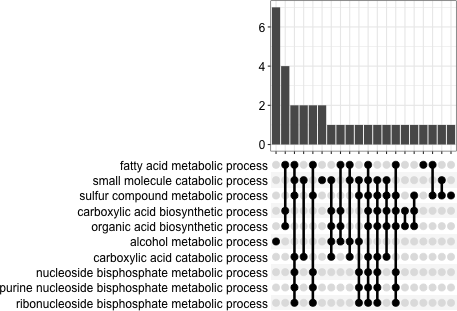 6
4
2
0
fatty acid metabolic process
small molecule catabolic process
sulfur compound metabolic process
carboxylic acid biosynthetic process
organic acid biosynthetic process
alcohol metabolic process
carboxylic acid catabolic process
nucleoside bisphosphate metabolic process
purine nucleoside bisphosphate metabolic process
ribonucleoside bisphosphate metabolic process